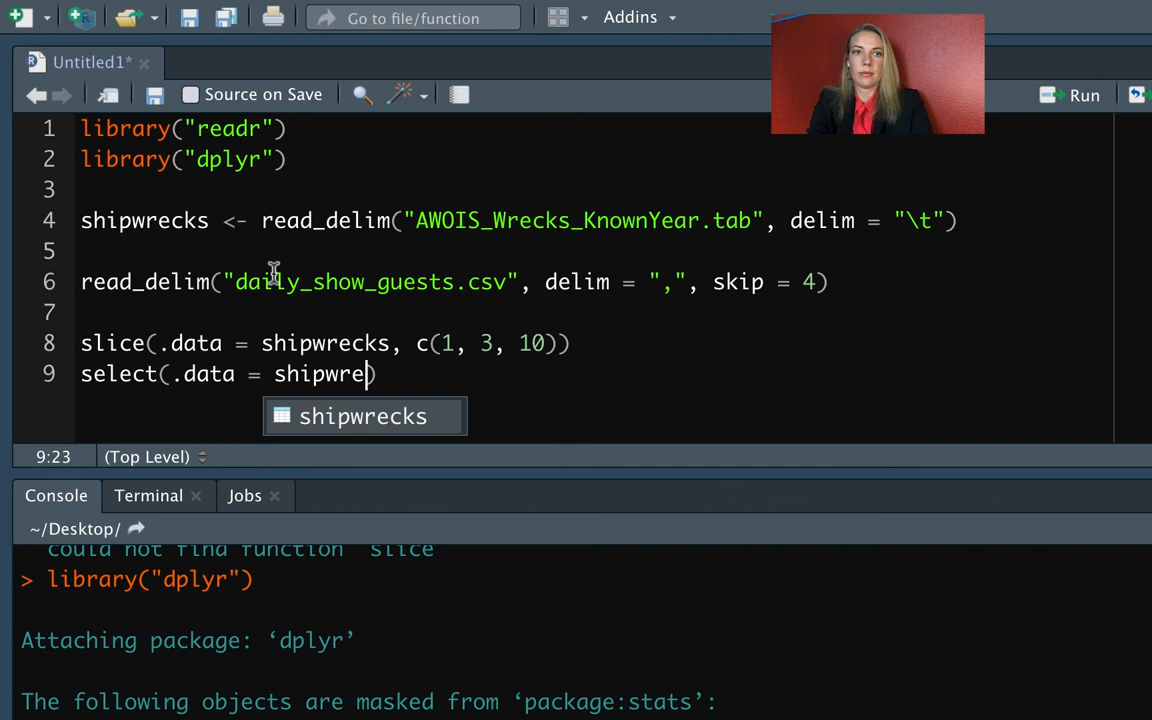 Go to file/function
Addins
Untitled1*
Source on Save
Run
1 library("readr")
2 library("dplyr")
3
4 shipwrecks <- read_delim("AWOIS_Wrecks_KnownYear.tab", delim = "\t")
5
6 read_delim("daily_show_guests.csv", delim = ",", skip = 4)
7
8 slice(.data = shipwrecks, c(1, 3, 10))
9 select(.data = shipwre)
shipwrecks
9:23 (Top Level)
Console Terminal Jobs
~/Desktop/
could not find function "slice"
> library("dplyr")
Attaching package: ‘dplyr’
The following objects are masked from ‘package:stats’: